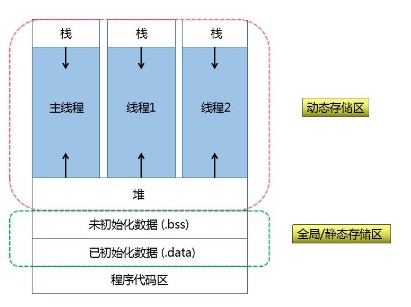 栈 栈 栈
主线程 线程1 线程2
动态存储区
堆
未初始化数据 (.bss)
全局/静态存储区
已初始化数据 (.data)
程序代码区